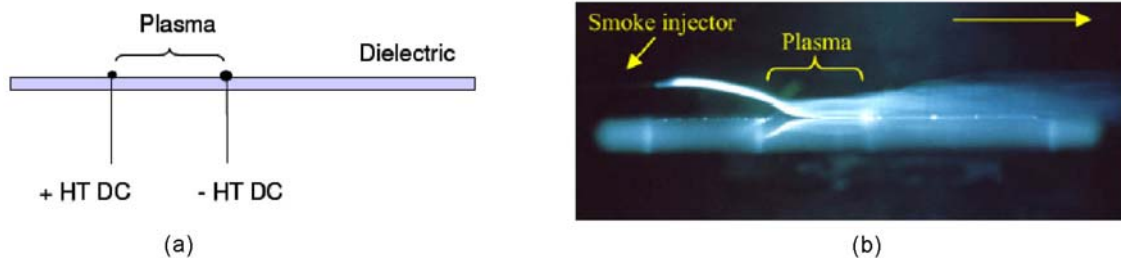 Plasma
Dielectric
+ HT DC
- HT DC
(a)
Smoke injector
Plasma
(b)